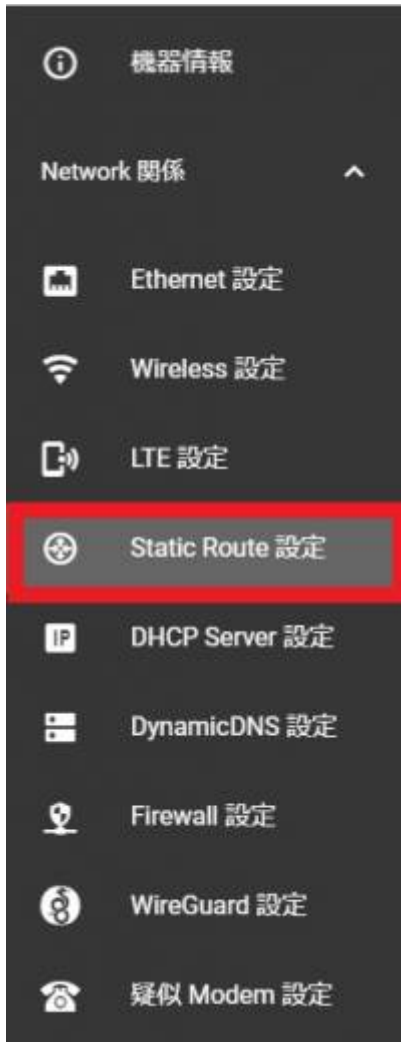 機器情報
Network 関係
Ethernet 設定
Wireless 設定
LTE 設定
Static Route 設定
IP
DHCP Server 設定
DynamicDNS 設定
Firewall 設定
WireGuard 設定
疑似 Modem 設定